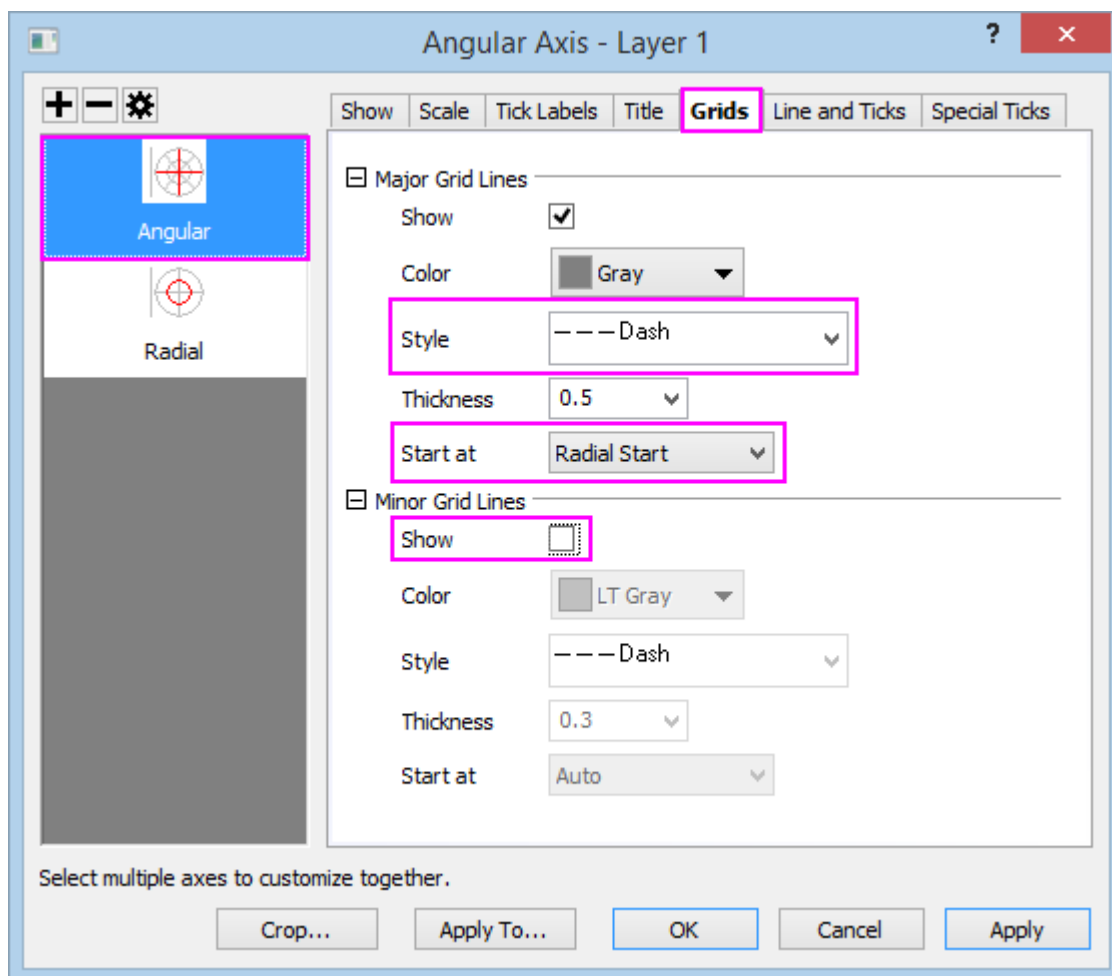 Angular Axis - Layer 1
?
Show Scale Tick Labels Title Grids Line and Ticks Special Ticks
Angular
Radial
Major Grid Lines
Show
Color Gray
Style Dash
Thickness 0.5
Start at Radial Start
Minor Grid Lines
Show
Color LT Gray
Style Dash
Thickness 0.3
Start at Auto
Select multiple axes to customize together.
Crop... Apply To... OK Cancel Apply